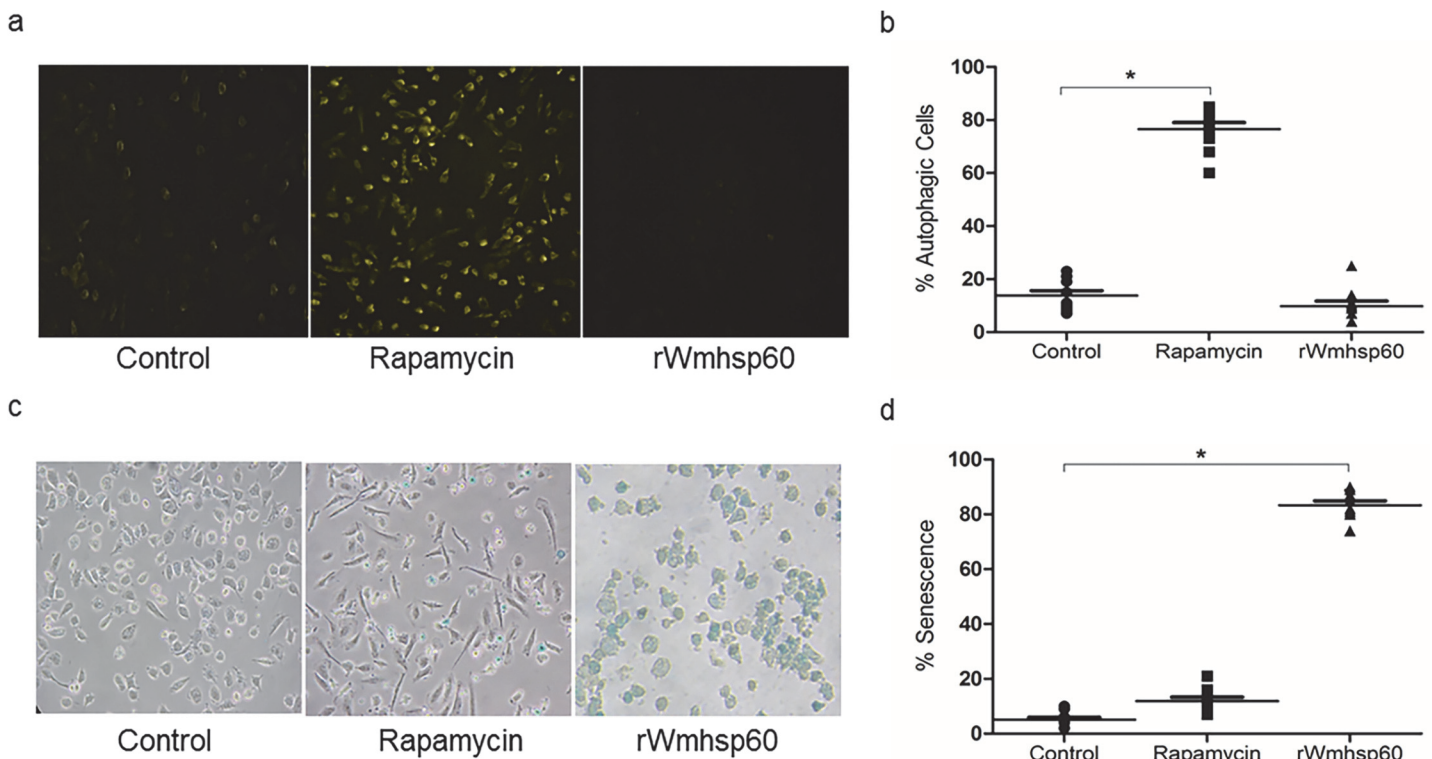 a
Control Rapamycin rWmhsp60
b
% Autophagic Cells
100
80
60
40
20
0
*
Control Rapamycin rWmhsp60
c
Control Rapamycin rWmhsp60
d
% Senescence
100
80
60
40
20
0
*
Control Rapamycin rWmhsp60